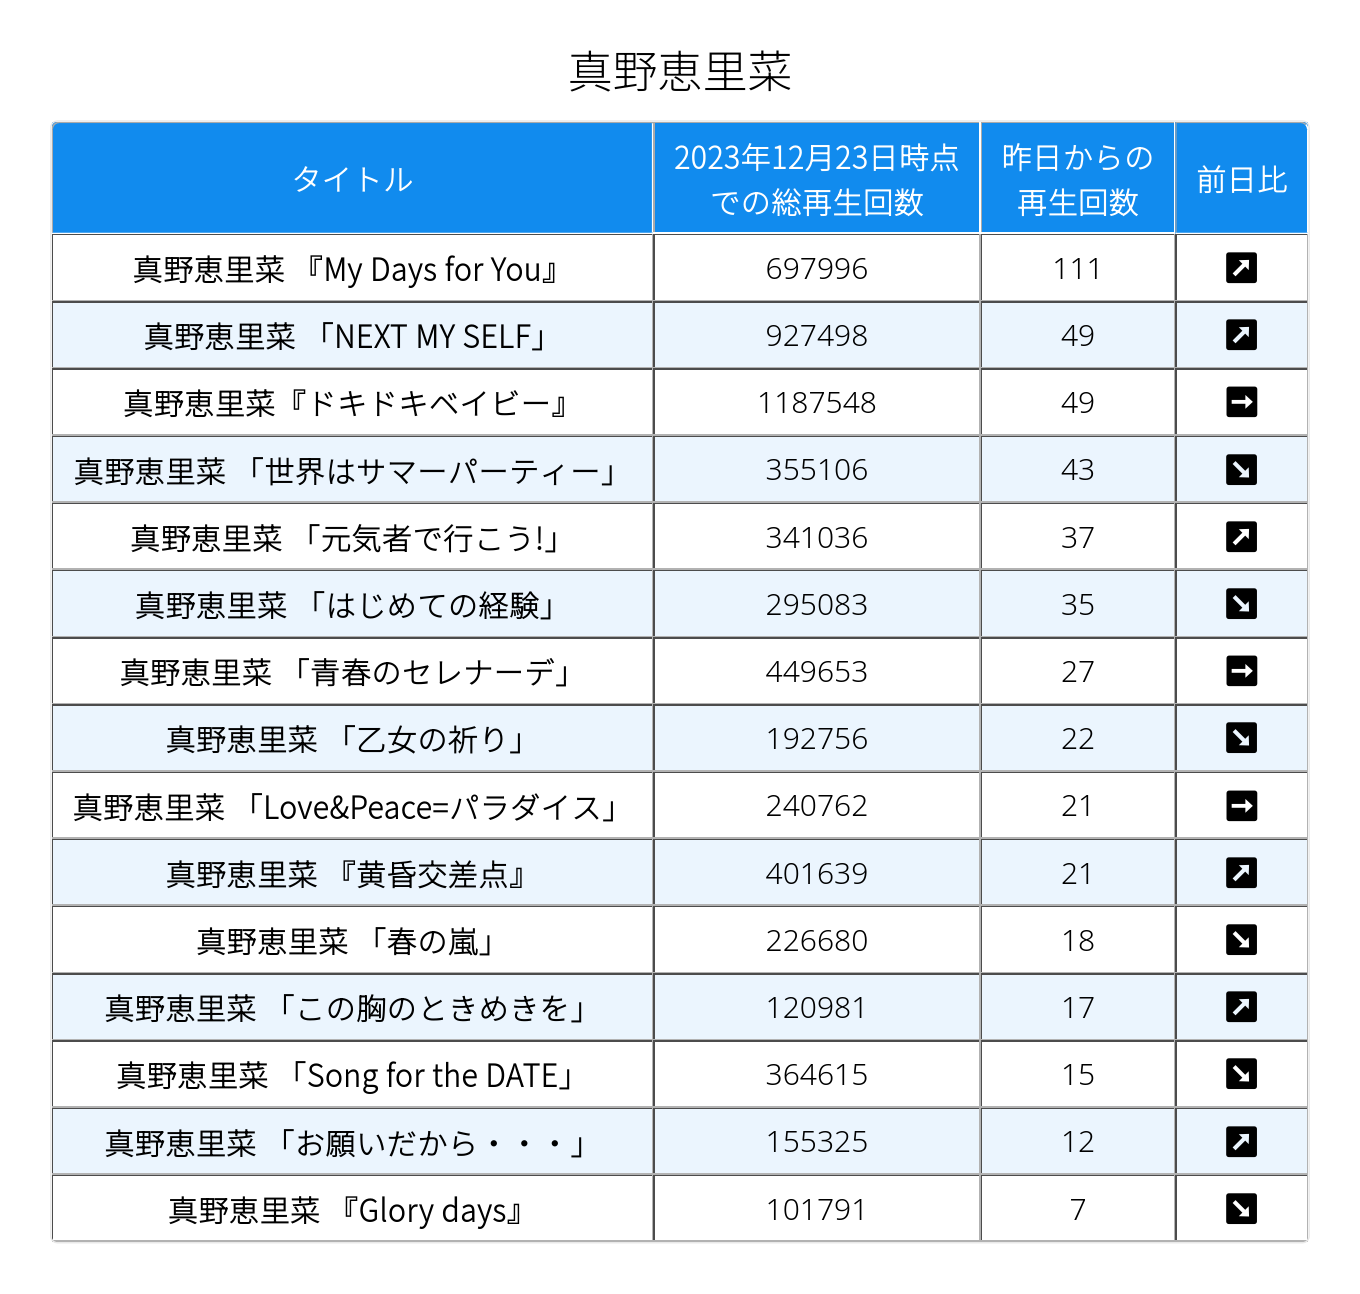 真野恵里菜
タイトル 2023年12月23日時点 昨日からの 前日比
での総再生回数 再生回数
真野恵里菜 『My Days for You』 697996 111
真野恵里菜 「NEXT MY SELF」 927498 49
真野恵里菜『ドキドキベイビー』 1187548 49
真野恵里菜 「世界はサマーパーティー」 355106 43
真野恵里菜 「元気者で行こう!」 341036 37
真野恵里菜 「はじめての経験」 295083 35
真野恵里菜 「青春のセレナーデ」 449653 27
真野恵里菜 「乙女の祈り」 192756 22
真野恵里菜 「Love&Peace=パラダイス」 240762 21
真野恵里菜 『黄昏交差点』 401639 21
真野恵里菜 「春の嵐」 226680 18
真野恵里菜 「この胸のときめきを」 120981 17
真野恵里菜 「Song for the DATE」 364615 15
真野恵里菜 「お願いだから・・・」 155325 12
真野恵里菜 『Glory days』 101791 7